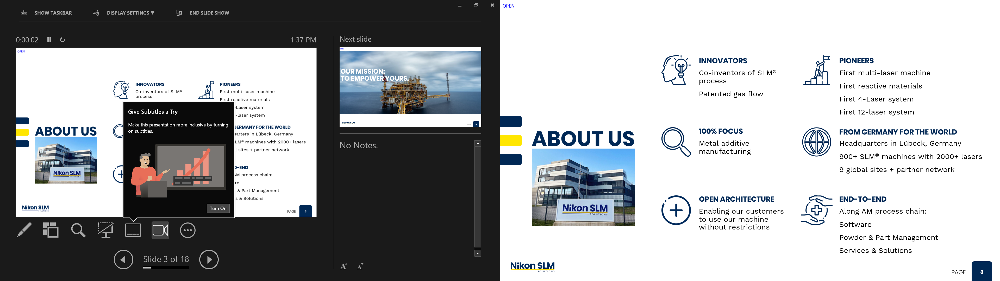 SHOW TASKBAR
DISPLAY SETTINGS ▼
END SLIDE SHOW
0:00:02
1:37 PM
OPEN
INNOVATORS
Co-inventors of SLM®
process
PIONEERS
First multi-laser machine
First reactive materials
-Laser system
-laser system
ABOUT US
Nikon SLM
GERMANY FOR THE WORLD
uarters in Lübeck, Germany
LM® machines with 2000+ lasers
al sites + partner network
O-END
AM process chain:
re
r & Part Management
es & Solutions
Nikon SLM
SOLUTIONS
PAGE 3
Give Subtitles a Try
Make this presentation more inclusive by turning
on subtitles.
Turn On
Slide 3 of 18
Next slide
OPEN
OUR MISSION:
TO EMPOWER YOURS.
Nikon SLM
PAGE 4
No Notes.
A A
OPEN
ABOUT US
Nikon SLM
SOLUTIONS
INNOVATORS
Co-inventors of SLM®
process
Patented gas flow
PIONEERS
First multi-laser machine
First reactive materials
First 4-Laser system
First 12-laser system
100% FOCUS
Metal additive
manufacturing
FROM GERMANY FOR THE WORLD
Headquarters in Lübeck, Germany
900+ SLM® machines with 2000+ lasers
9 global sites + partner network
OPEN ARCHITECTURE
Enabling our customers
to use our machine
without restrictions
END-TO-END
Along AM process chain:
Software
Powder & Part Management
Services & Solutions
Nikon SLM
SOLUTIONS
PAGE 3